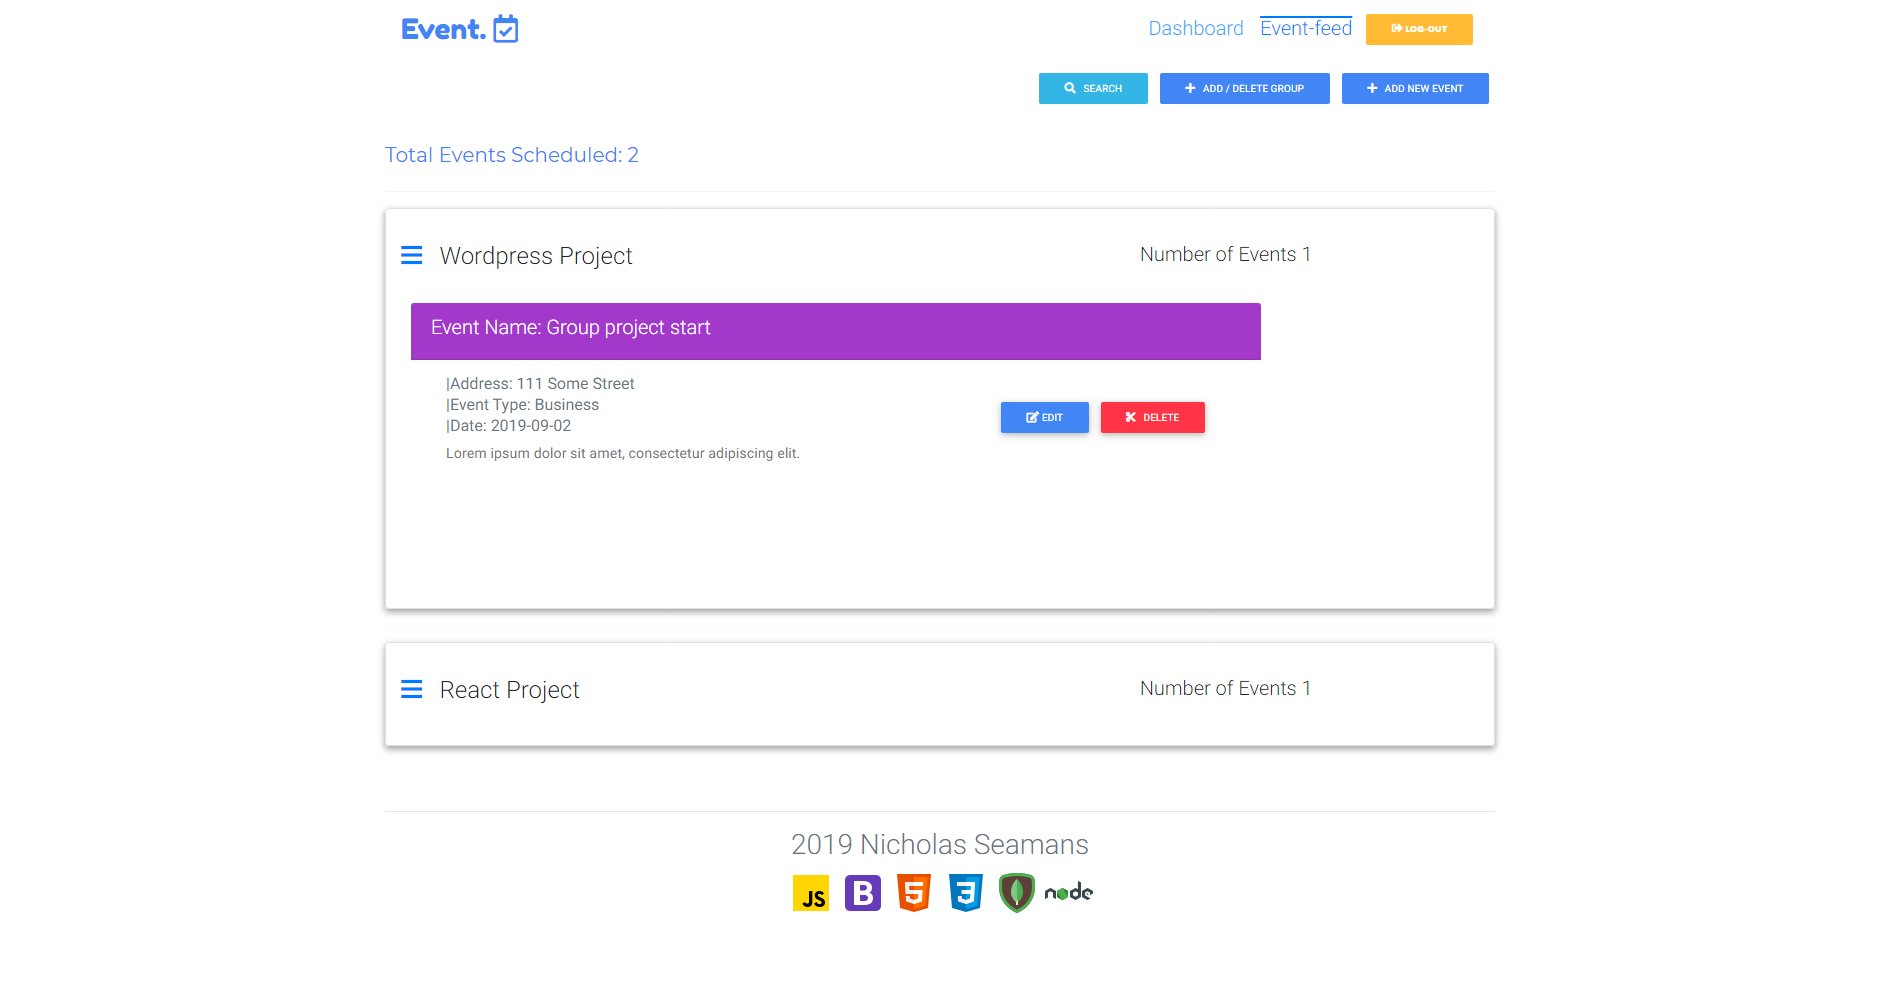 Event.
Dashboard Event-feed LOG-OUT
SEARCH ADD / DELETE GROUP ADD NEW EVENT
Total Events Scheduled: 2
Wordpress Project Number of Events 1
Event Name: Group project start
|Address: 111 Some Street
|Event Type: Business
|Date: 2019-09-02
EDIT DELETE
Lorem ipsum dolor sit amet, consectetur adipiscing elit.
React Project Number of Events 1
2019 Nicholas Seamans
JS B 5 3 node